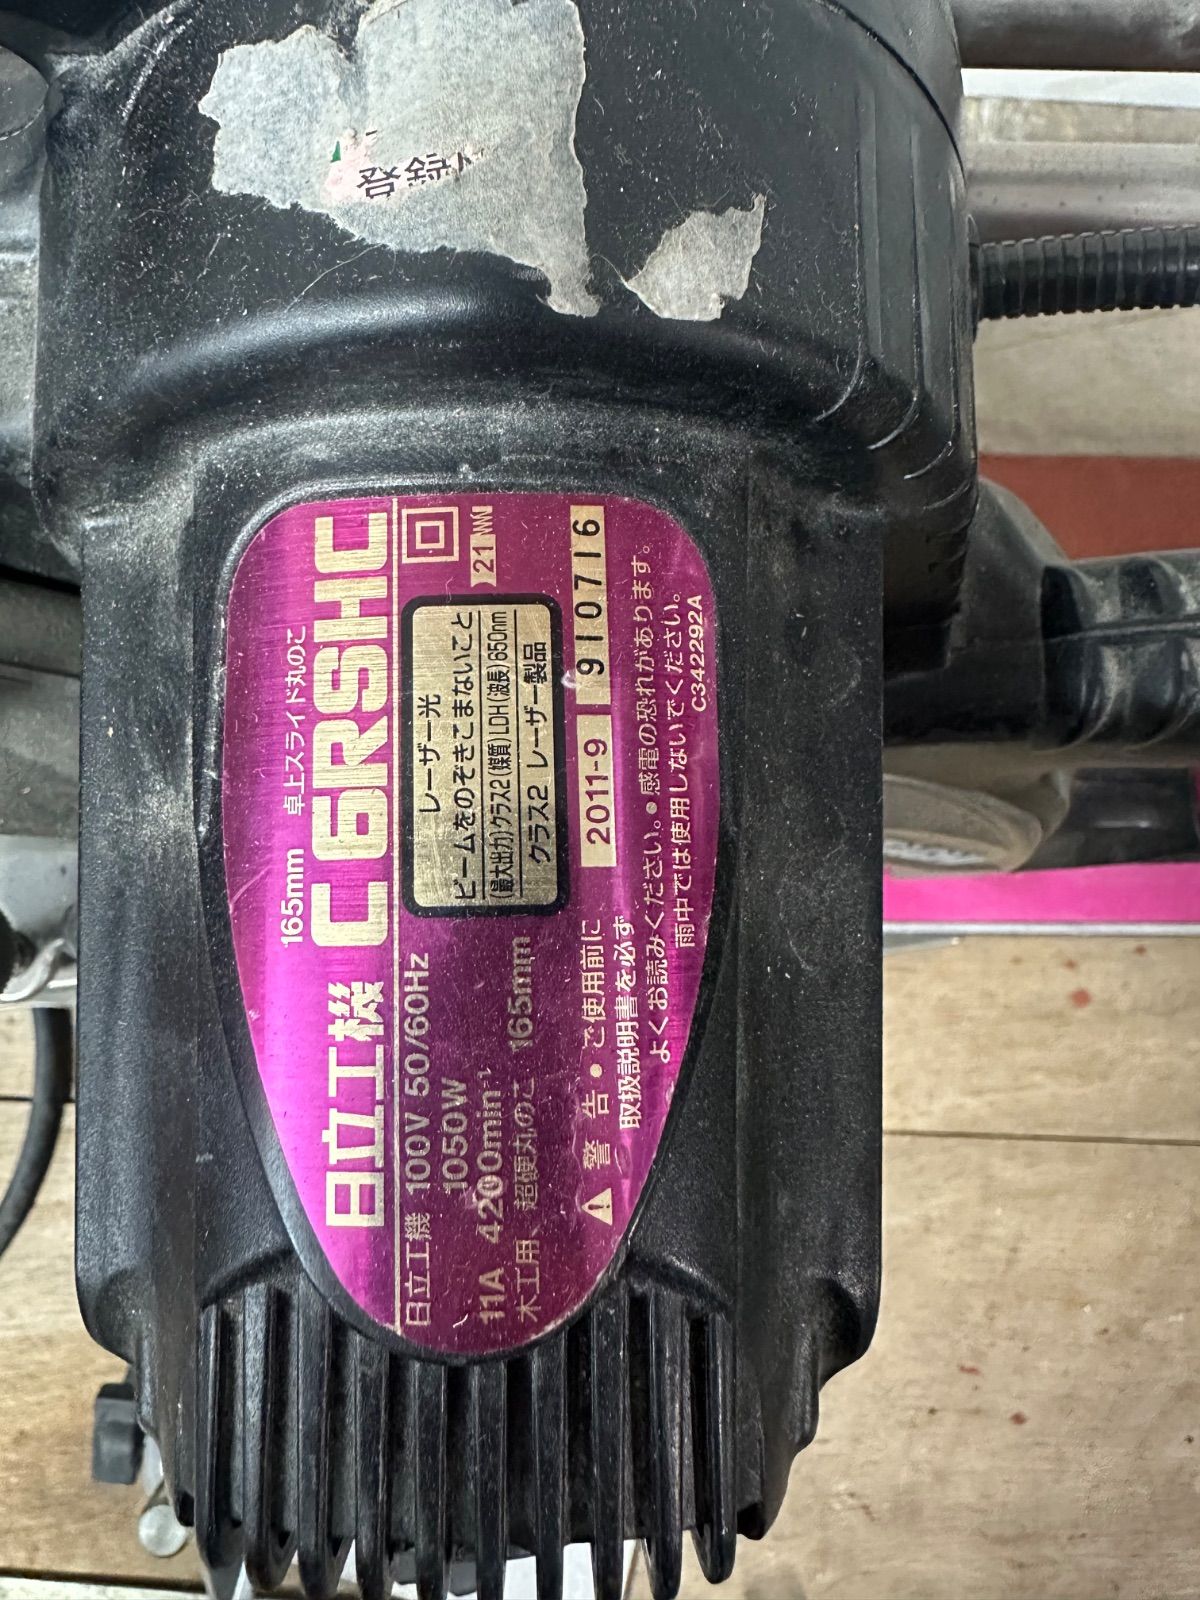 収
165mm 卓上スライド丸のこ
日立工機 C 6RSHC
日立工機 100V 50/60Hz
1050W
11A 4200min-1
木工用、超硬丸のこ 165mm
21
レーザー光
ビームをのぞきこまないこと
(最大出力)クラス2(媒質)LDH(波長)650nm
クラス2 レーザー製品
2011-9 910716
警告 • ご使用前に
取扱説明書を必ず
よくお読みください。• 感電の恐れがあります。
雨中では使用しないでください。
C342292A